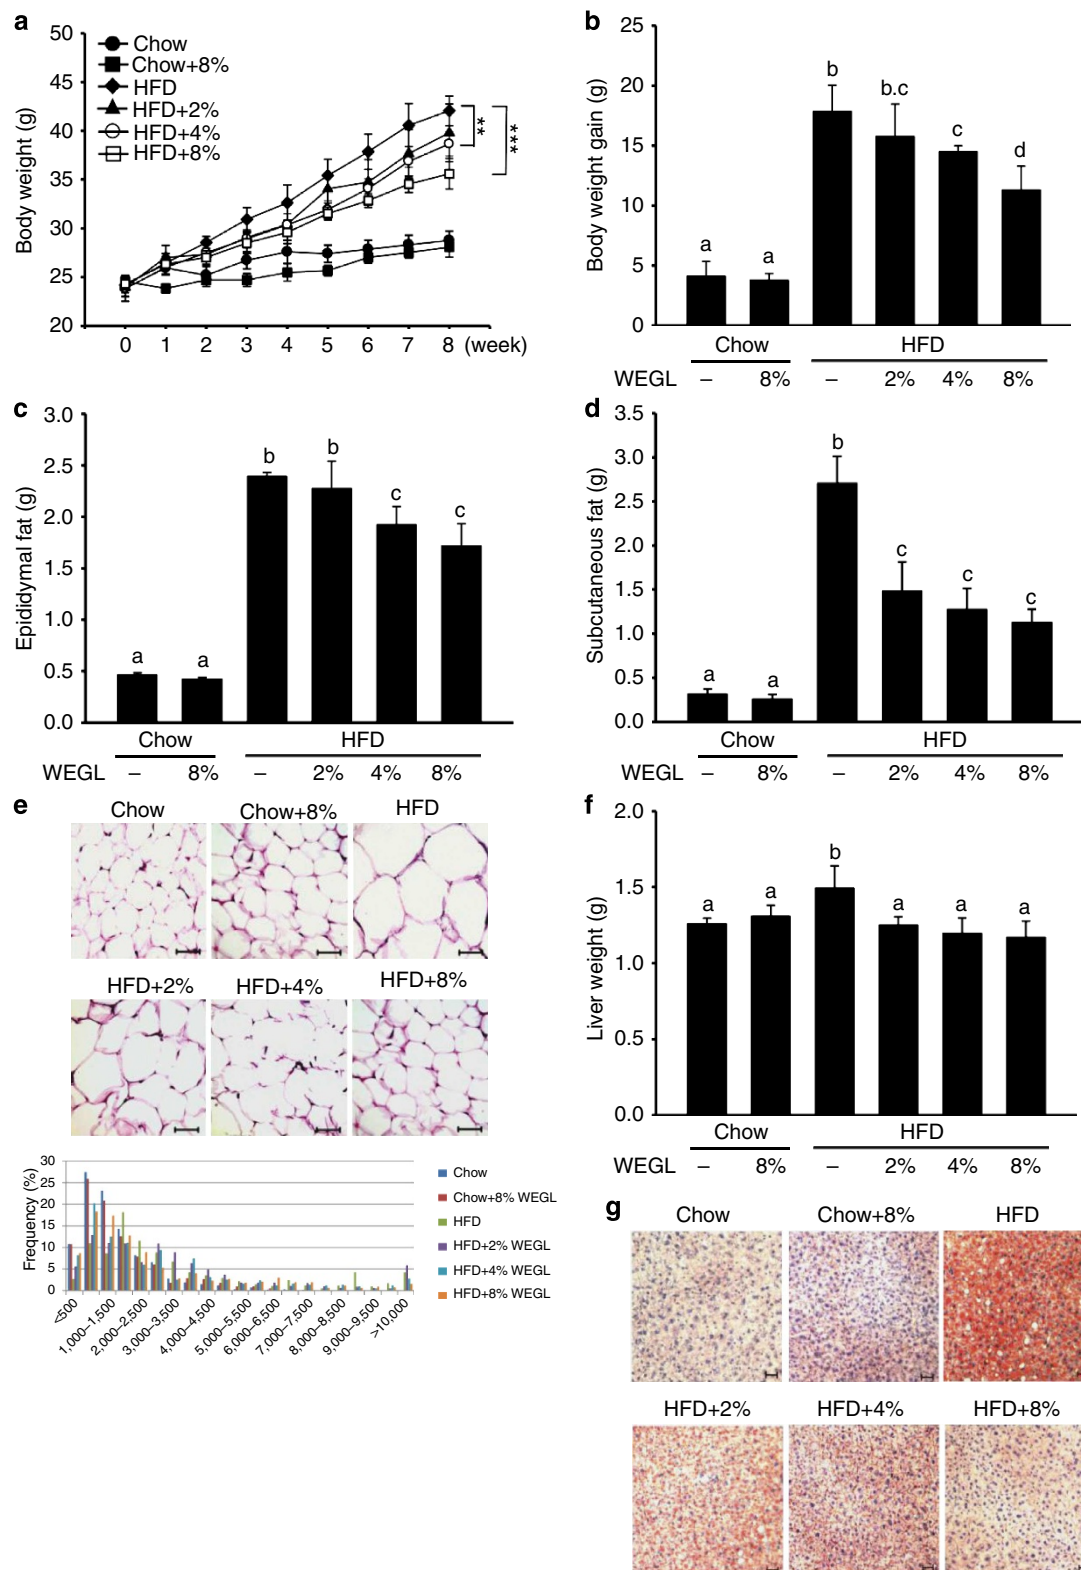 a
50
45
40
35
30
25
20
Body weight (g)
Chow
Chow+8%
HFD
HFD+2%
HFD+4%
HFD+8%
**
***
0 1 2 3 4 5 6 7 8 (week)
b
25
20
15
10
5
0
Body weight gain (g)
a a b b.c c d
Chow HFD
WEGL – 8% – 2% 4% 8%
c
3.0
2.5
2.0
1.5
1.0
0.5
0.0
Epididymal fat (g)
a a b b c c
Chow HFD
WEGL – 8% – 2% 4% 8%
d
3.5
3.0
2.5
2.0
1.5
1.0
0.5
0.0
Subcutaneous fat (g)
a a b c c c
Chow HFD
WEGL – 8% – 2% 4% 8%
e
Chow Chow+8% HFD
HFD+2% HFD+4% HFD+8%
30
25
20
15
10
5
0
Frequency (%)
Chow
Chow+8% WEGL
HFD
HFD+2% WEGL
HFD+4% WEGL
HFD+8% WEGL
<500
1,000–1,500
2,000–2,500
3,000–3,500
4,000–4,500
5,000–5,500
6,000–6,500
7,000–7,500
8,000–8,500
9,000–9,500
>10,000
f
2.0
1.5
1.0
0.5
0.0
Liver weight (g)
a a b a a a
Chow HFD
WEGL – 8% – 2% 4% 8%
g
Chow Chow+8% HFD
HFD+2% HFD+4% HFD+8%